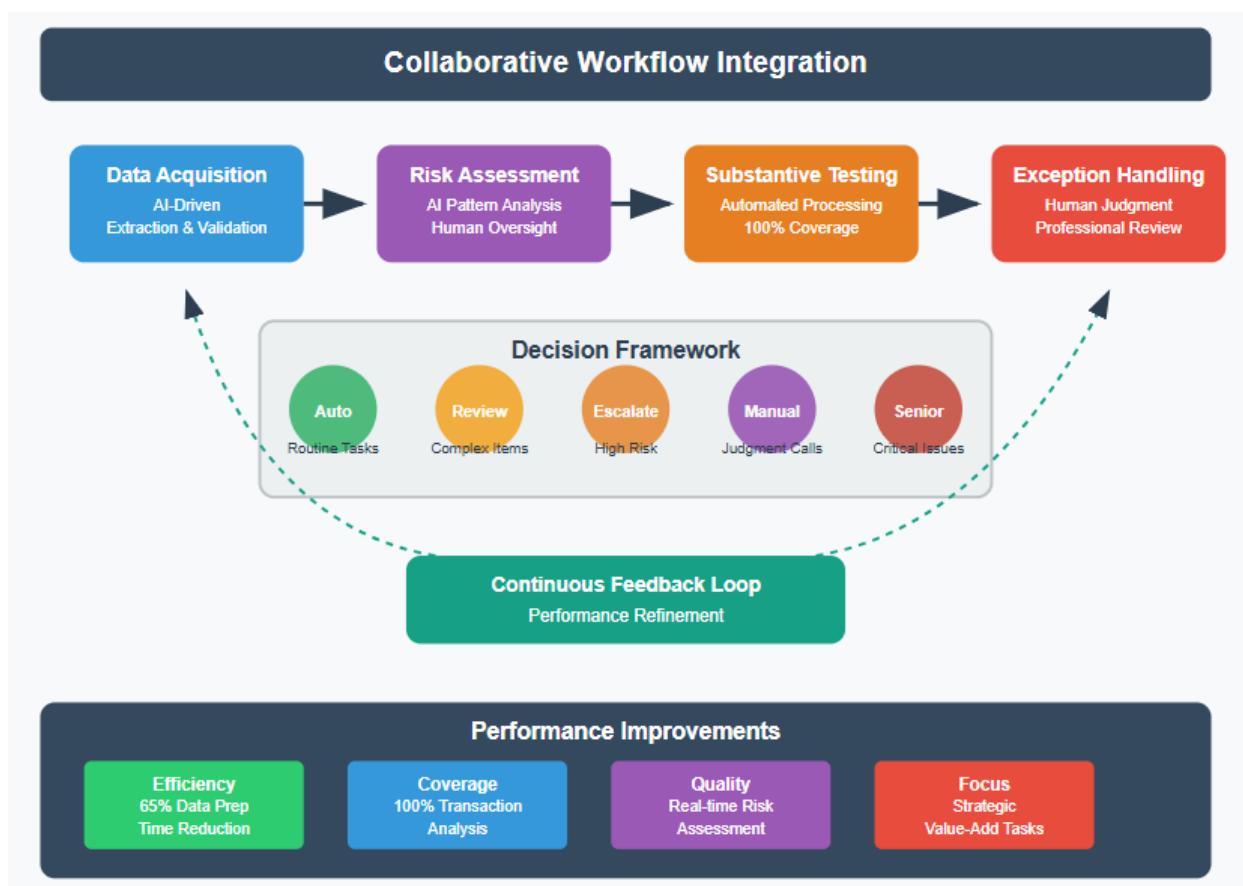 Collaborative Workflow Integration
Data Acquisition
AI-Driven
Extraction & Validation
Risk Assessment
AI Pattern Analysis
Human Oversight
Substantive Testing
Automated Processing
100% Coverage
Exception Handling
Human Judgment
Professional Review
Decision Framework
Auto
Routine Tasks
Review
Complex Items
Escalate
High Risk
Manual
Judgment Calls
Senior
Critical Issues
Continuous Feedback Loop
Performance Refinement
Performance Improvements
Efficiency
65% Data Prep
Time Reduction
Coverage
100% Transaction
Analysis
Quality
Real-time Risk
Assessment
Focus
Strategic
Value-Add Tasks